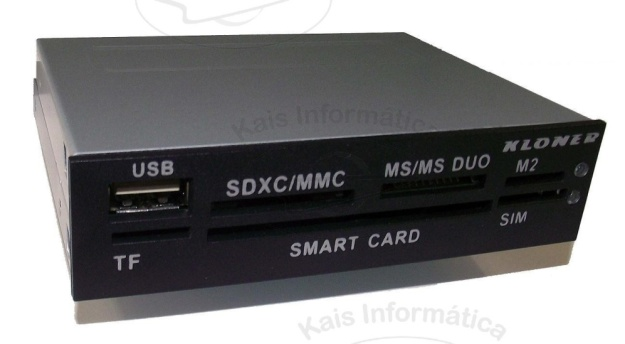 Kais Informática
KLONER
USB
SDXC/MMC
MS/MS DUO
M2
TF
SMART CARD
SIM
Kais Informática